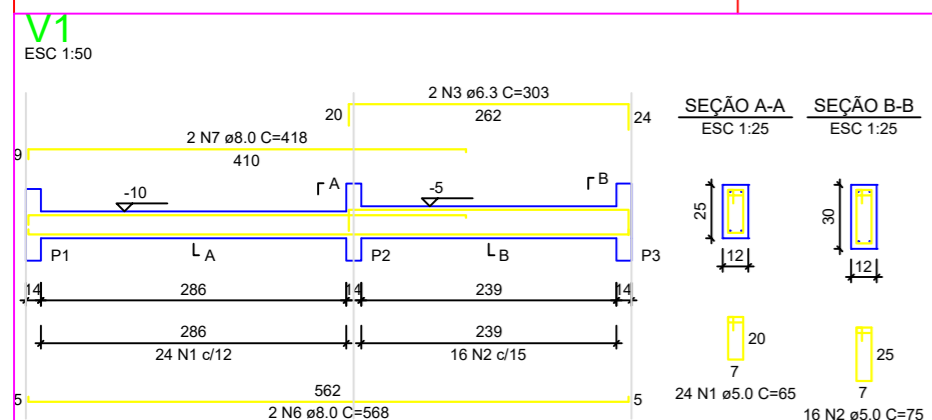 V1
ESC 1:50
2 N3 ø6.3 C=303
20
262
24
2 N7 ø8.0 C=418
9
410
SEÇÃO A-A
ESC 1:25
SEÇÃO B-B
ESC 1:25
-10
A
-5
B
25
12
30
12
P1
A
P2
B
P3
14
286
14
239
14
286
24 N1 c/12
239
16 N2 c/15
20
7
24 N1 ø5.0 C=65
25
7
16 N2 ø5.0 C=75
5
562
5
2 N6 ø8.0 C=568